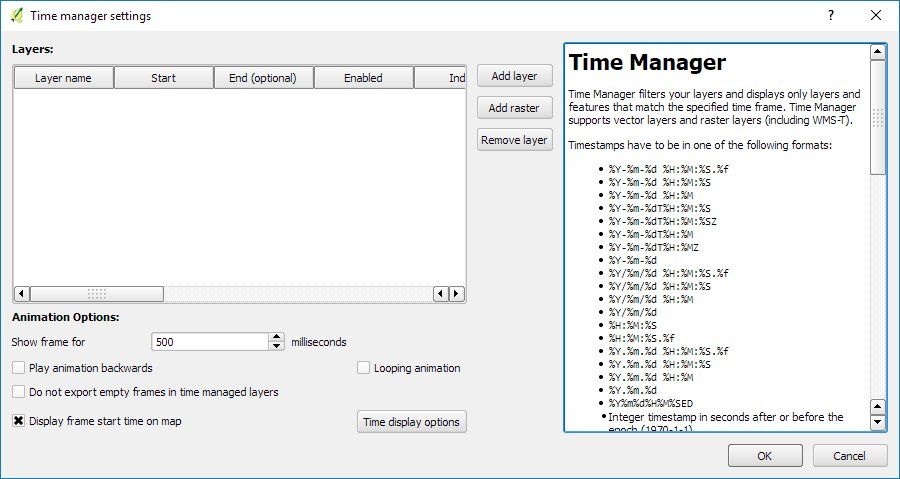 Time manager settings
?
Layers:
Layer name Start End (optional) Enabled Ind
Add layer
Add raster
Remove layer
Animation Options:
Show frame for 500 milliseconds
Play animation backwards
Looping animation
Do not export empty frames in time managed layers
Display frame start time on map
Time display options
Time Manager
Time Manager filters your layers and displays only layers and
features that match the specified time frame. Time Manager
supports vector layers and raster layers (including WMS-T).
Timestamps have to be in one of the following formats:
%Y-%m-%d %H:%M:%S.%f
%Y-%m-%d %H:%M:%S
%Y-%m-%d %H:%M
%Y-%m-%dT%H:%M:%S
%Y-%m-%dT%H:%M:%SZ
%Y-%m-%dT%H:%M
%Y-%m-%dT%H:%MZ
%Y-%m-%d
%Y/%m/%d %H:%M:%S.%f
%Y/%m/%d %H:%M:%S
%Y/%m/%d %H:%M
%Y/%m/%d
%H:%M:%S
%H:%M:%S.%f
%Y.%m.%d %H:%M:%S.%f
%Y.%m.%d %H:%M:%S
%Y.%m.%d %H:%M
%Y.%m.%d
%Y%m%d%H%M%SED
Integer timestamp in seconds after or before the
epoch (1970-1-1)
OK
Cancel